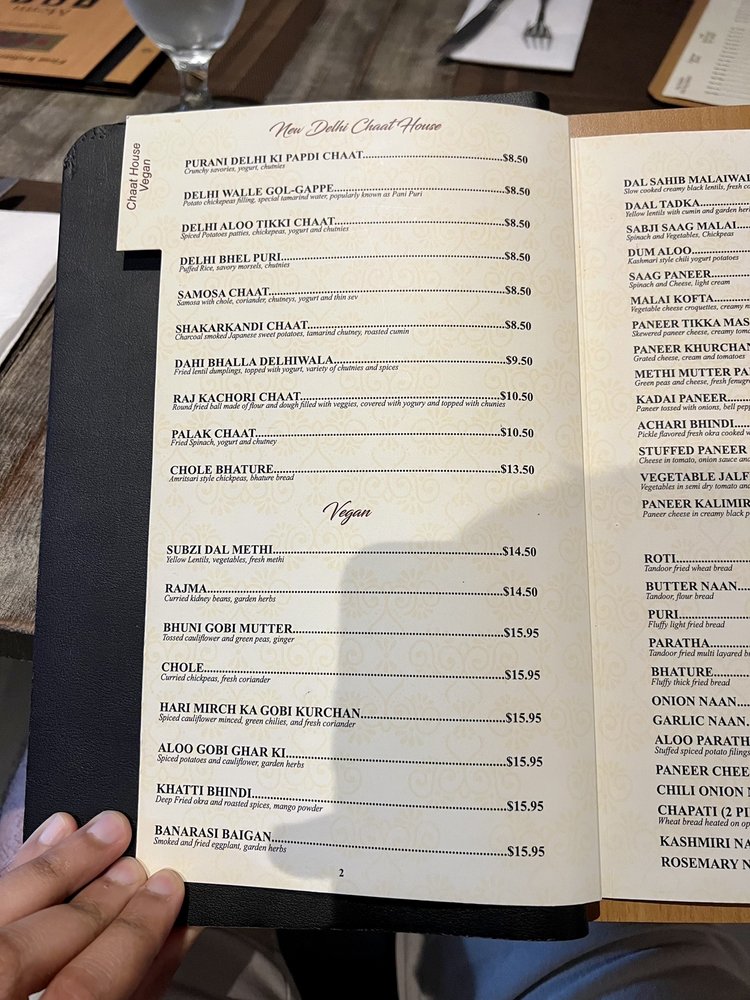 Chaat House
Vegan
New Delhi Chaat House
PURANI DELHI KI PAPDI CHAAT.....$8.50
Crunchy savories, yogurt, chutnies
DELHI WALLE GOL-GAPPE.....$8.50
Potato chickepeas filling, special tamarind water, popularly known as Pani Puri
DELHI ALOO TIKKI CHAAT.....$8.50
Spiced Potatoes patties, chickepeas, yogurt and chutnies
DELHI BHEL PURI.....$8.50
Puffed Rice, savory morsels, chutnies
SAMOSA CHAAT.....$8.50
Samosa with chole, coriander, chutneys, yogurt and thin sev
SHAKARKANDI CHAAT.....$8.50
Charcoal smoked Japanese sweet potatoes, tamarind chutney, roasted cumin
DAHI BHALLA DELHIWALA.....$9.50
Fried lentil dumplings, topped with yogurt, variety of chutnies and spices
RAJ KACHORI CHAAT.....$10.50
Round fried ball made of flour and dough filled with veggies, covered with yogury and topped with chunies
PALAK CHAAT.....$10.50
Fried Spinach, yogurt and chutney
CHOLE BHATURE.....$13.50
Amritsari style chickpeas, bhature bread
Vegan
SUBZI DAL METHI.....$14.50
Yellow Lentils, vegetables, fresh methi
RAJMA.....$14.50
Curried kidney beans, garden herbs
BHUNI GOBI MUTTER.....$15.95
Tossed cauliflower and green peas, ginger
CHOLE.....$15.95
Curried chickpeas, fresh coriander
HARI MIRCH KA GOBI KURCHAN.....$15.95
Spiced cauliflower minced, green chilies, and fresh coriander
ALOO GOBI GHAR KI.....$15.95
Spiced potatoes and cauliflower, garden herbs
KHATTI BHINDI.....$15.95
Deep Fried okra and roasted spices, mango powder
BANARASI BAIGAN.....$15.95
Smoked and fried eggplant, garden herbs
2
DAL SAHIB MALAIWAL
Slow cooked creamy black lentils, fresh
DAAL TADKA
Yellow lentils with cumin and garden
SABJI SAAG MALAI
Spinach and Vegetables, Chickpeas
DUM ALOO
Kashmari style chili yogurt potatoes
SAAG PANEER
Spinach and Cheese, light cream
MALAI KOFTA
Vegetable cheese croquettes, creamy
PANEER TIKKA MAS
Skewered paneer cheese, creamy
PANEER KHURCHAN
Grated cheese, cream and tomatoes
METHI MUTTER PA
Green peas and cheese, fresh
KADAI PANEER
Paneer tossed with onions, bell
ACHARI BHINDI
Pickle flavored fresh okra cooked
STUFFED PANEER
Cheese in tomato, onion sauce and
VEGETABLE JALF
Vegetables in semi dry tomato and
PANEER KALIMIR
Paneer cheese in creamy black
ROTI
Tandoor fried wheat bread
BUTTER NAAN
Tandoor, flour bread
PURI
Fluffy light fried bread
PARATHA
Tandoor fried multi layared
BHATURE
Fluffy thick fried bread
ONION NAAN
GARLIC NAAN
ALOO PARATH
Stuffed spiced potato filings
PANEER CHEE
CHILI ONION
CHAPATI (2 PI
Wheat bread heated on
KASHMIRI NA
ROSEMARY N